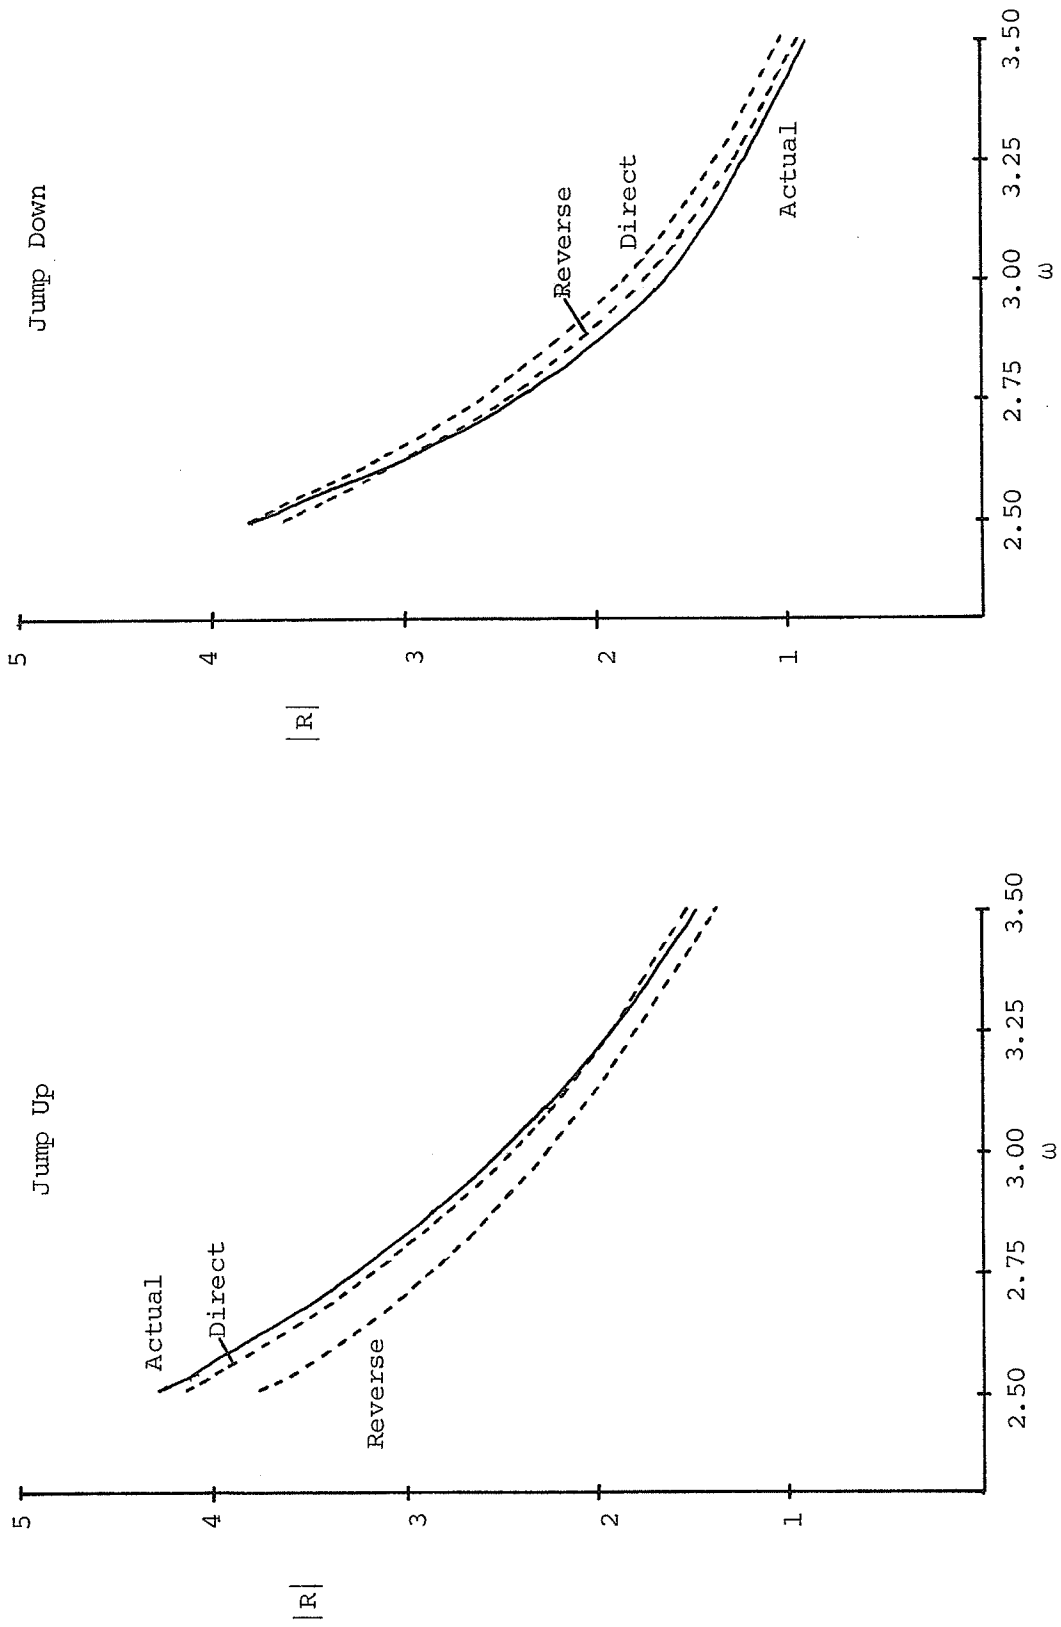 Jump Up
5
4
3
2
1
|R|
Actual
Direct
Reverse
2.50
2.75
3.00
3.25
3.50
ω
Jump Down
5
4
3
2
1
|R|
Reverse
Direct
Actual
2.50
2.75
3.00
3.25
3.50
ω